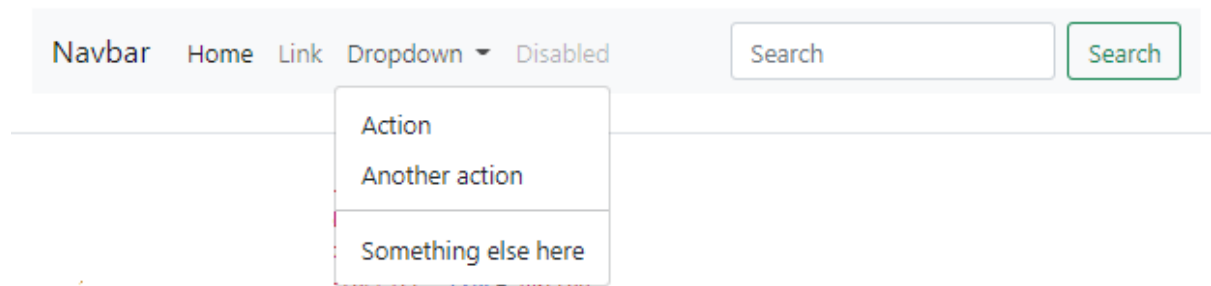 Navbar Home Link Dropdown Disabled Search Search
Action
Another action
Something else here